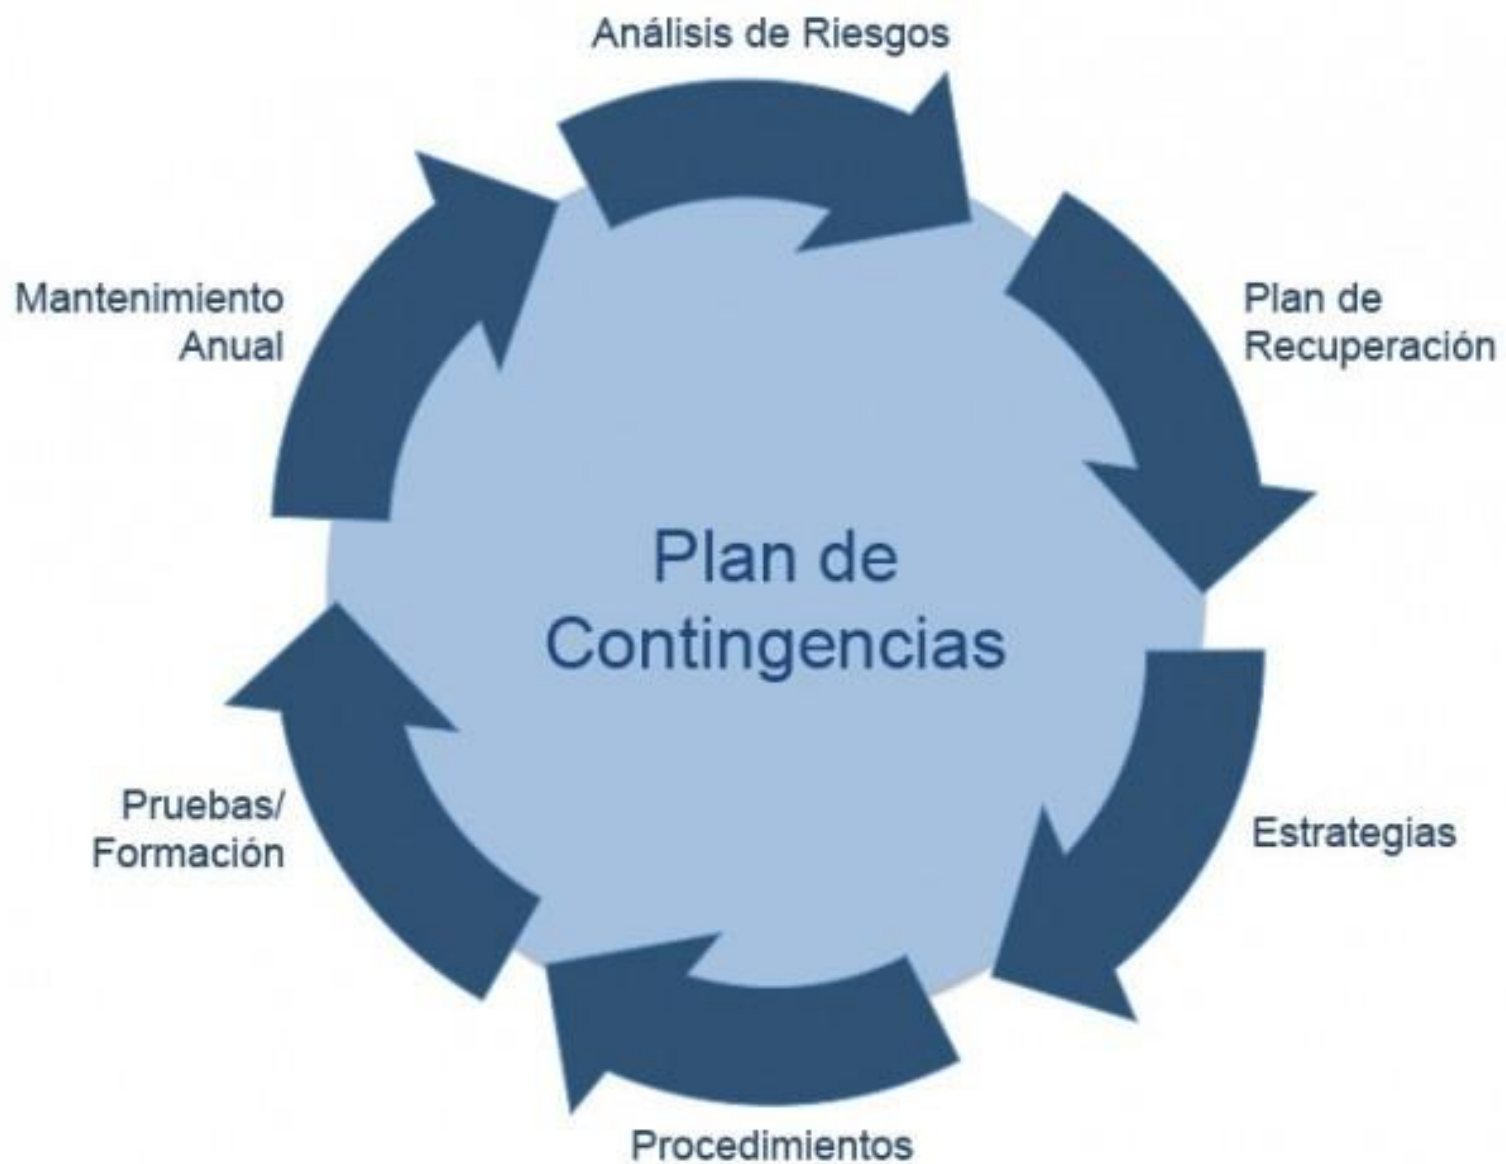 Análisis de Riesgos
Plan de
Recuperación
Estrategias
Procedimientos
Pruebas/
Formación
Mantenimiento
Anual
Plan de
Contingencias